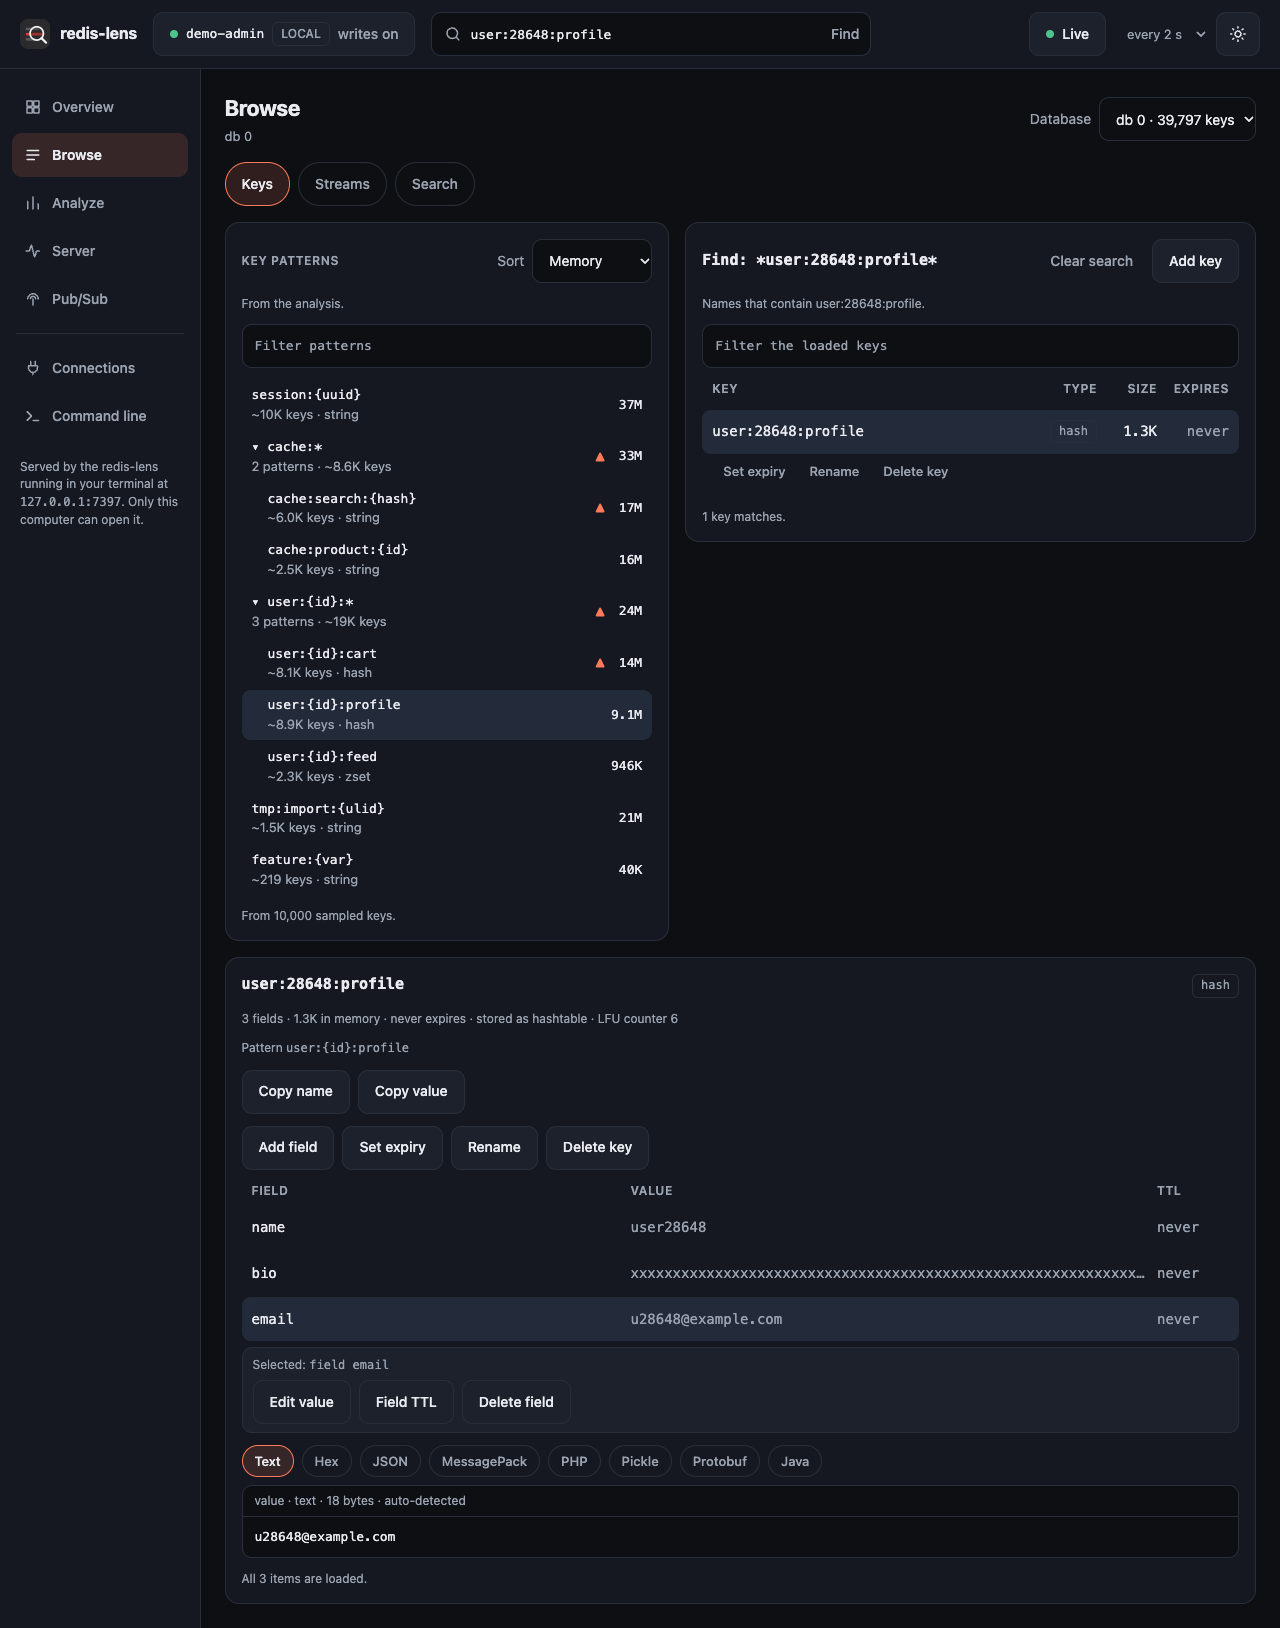 redis-lens
demo-admin LOCAL writes on
user:28648:profile Find
Live
every 2 s
Overview
Browse
Analyze
Server
Pub/Sub
Connections
Command line
Served by the redis-lens
running in your terminal at
127.0.0.1:7397. Only this
computer can open it.
Browse
db 0
Database db 0 · 39,797 keys
Keys Streams Search
KEY PATTERNS Sort Memory
From the analysis.
Filter patterns
session:{uuid}
~10K keys · string 37M
▾ cache:*
2 patterns · ~8.6K keys ▲ 33M
cache:search:{hash}
~6.0K keys · string ▲ 17M
cache:product:{id}
~2.5K keys · string 16M
▾ user:{id}:*
3 patterns · ~19K keys ▲ 24M
user:{id}:cart
~8.1K keys · hash ▲ 14M
user:{id}:profile
~8.9K keys · hash 9.1M
user:{id}:feed
~2.3K keys · zset 946K
tmp:import:{ulid}
~1.5K keys · string 21M
feature:{var}
~219 keys · string 40K
From 10,000 sampled keys.
Find: *user:28648:profile* Clear search Add key
Names that contain user:28648:profile.
Filter the loaded keys
KEY TYPE SIZE EXPIRES
user:28648:profile hash 1.3K never
Set expiry Rename Delete key
1 key matches.
user:28648:profile hash
3 fields · 1.3K in memory · never expires · stored as hashtable · LFU counter 6
Pattern user:{id}:profile
Copy name Copy value
Add field Set expiry Rename Delete key
FIELD VALUE TTL
name user28648 never
bio xxxxxxxxxxxxxxxxxxxxxxxxxxxxxxxxxxxxxxxxxxxxxxxxxxxxxxxxxxxxx… never
email u28648@example.com never
Selected: field email
Edit value Field TTL Delete field
Text Hex JSON MessagePack PHP Pickle Protobuf Java
value · text · 18 bytes · auto-detected
u28648@example.com
All 3 items are loaded.